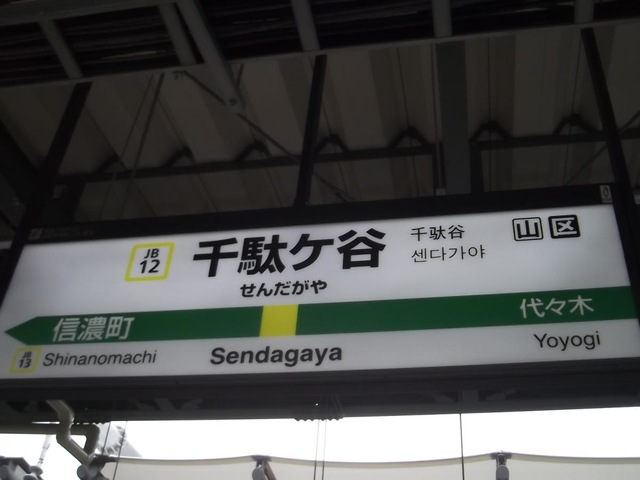 JB
12
千駄ケ谷
せんだがや
千驮谷
센다가야
山区
信濃町
代々木
JB
13
Shinanomachi
Sendagaya
Yoyogi